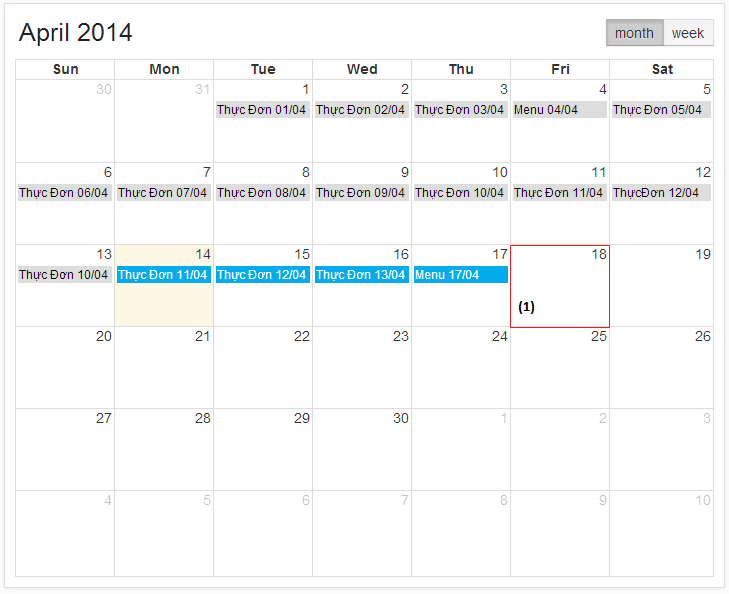 April 2014
month week
Sun Mon Tue Wed Thu Fri Sat
30 31 1 2 3 4 5
Thực Đơn 01/04 Thực Đơn 02/04 Thực Đơn 03/04 Menu 04/04 Thực Đơn 05/04
6 7 8 9 10 11 12
Thực Đơn 06/04 Thực Đơn 07/04 Thực Đơn 08/04 Thực Đơn 09/04 Thực Đơn 10/04 Thực Đơn 11/04 ThựcĐơn 12/04
13 14 15 16 17 18 19
Thực Đơn 10/04 Thực Đơn 11/04 Thực Đơn 12/04 Thực Đơn 13/04 Menu 17/04
(1)
20 21 22 23 24 25 26
27 28 29 30 1 2 3
4 5 6 7 8 9 10